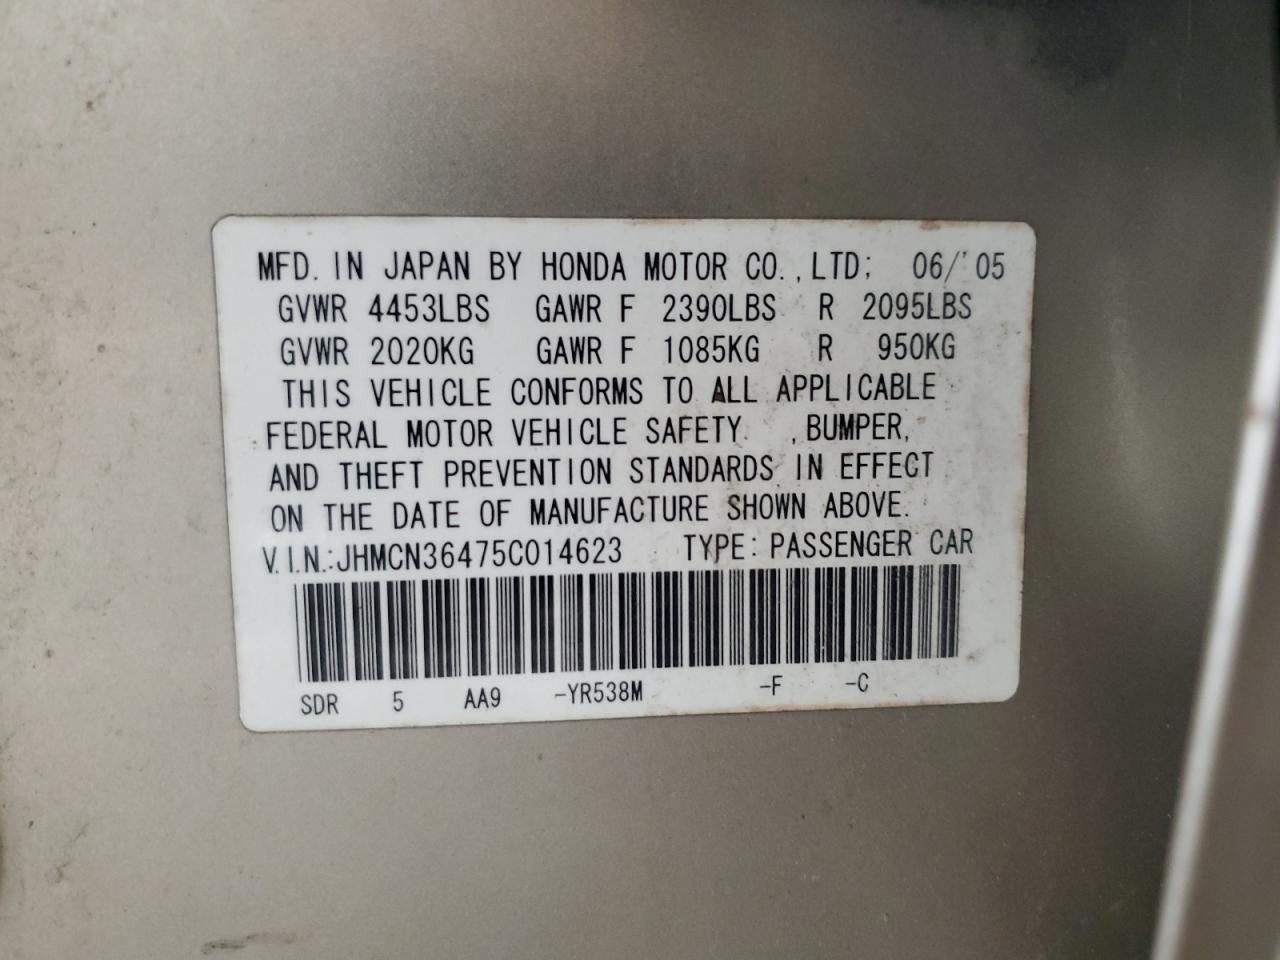 MFD. IN JAPAN BY HONDA MOTOR CO., LTD; 06/'05
GVWR 4453LBS GAWR F 2390LBS R 2095LBS
GVWR 2020KG GAWR F 1085KG R 950KG
THIS VEHICLE CONFORMS TO ALL APPLICABLE
FEDERAL MOTOR VEHICLE SAFETY. , BUMPER,
AND THEFT PREVENTION STANDARDS IN EFFECT
ON THE DATE OF MANUFACTURE SHOWN ABOVE.
V.I.N.:JHMCN36475C014623 TYPE: PASSENGER CAR
SDR 5 AA9 -YR538M -F -C